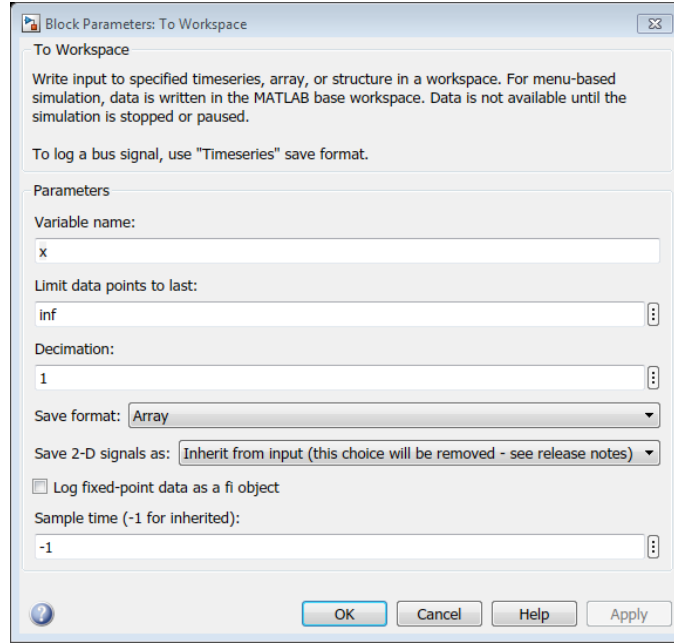 Block Parameters: To Workspace
To Workspace
Write input to specified timeseries, array, or structure in a workspace. For menu-based
simulation, data is written in the MATLAB base workspace. Data is not available until the
simulation is stopped or paused.
To log a bus signal, use "Timeseries" save format.
Parameters
Variable name:
x
Limit data points to last:
inf
Decimation:
1
Save format: Array
Save 2-D signals as: Inherit from input (this choice will be removed - see release notes)
Log fixed-point data as a fi object
Sample time (-1 for inherited):
-1
OK Cancel Help Apply